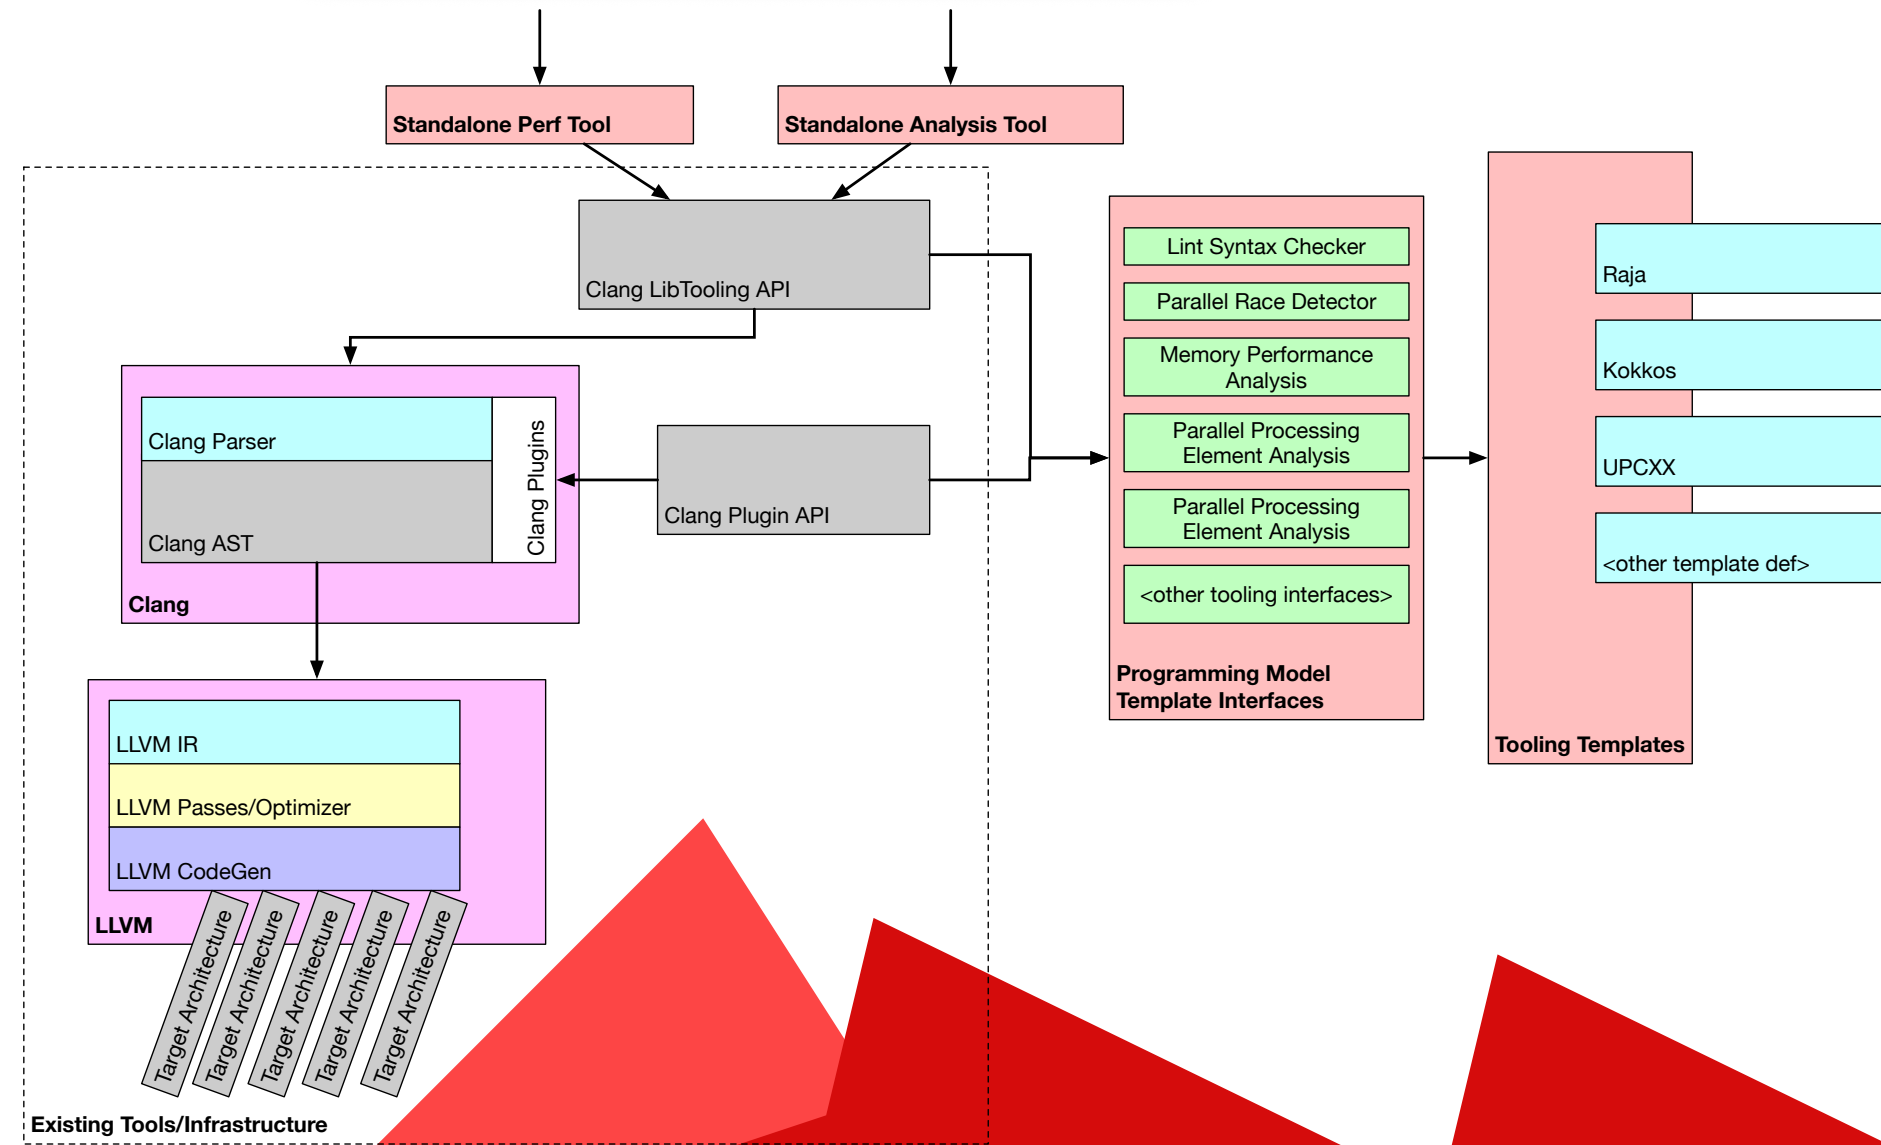 Standalone Perf Tool
Standalone Analysis Tool
Clang LibTooling API
Clang Parser
Clang AST
Clang Plugins
Clang
Clang Plugin API
LLVM IR
LLVM Passes/Optimizer
LLVM CodeGen
LLVM
Target Architecture
Target Architecture
Target Architecture
Target Architecture
Target Architecture
Existing Tools/Infrastructure
Lint Syntax Checker
Parallel Race Detector
Memory Performance
Analysis
Parallel Processing
Element Analysis
Parallel Processing
Element Analysis
<other tooling interfaces>
Programming Model
Template Interfaces
Raja
Kokkos
UPCXX
<other template def>
Tooling Templates